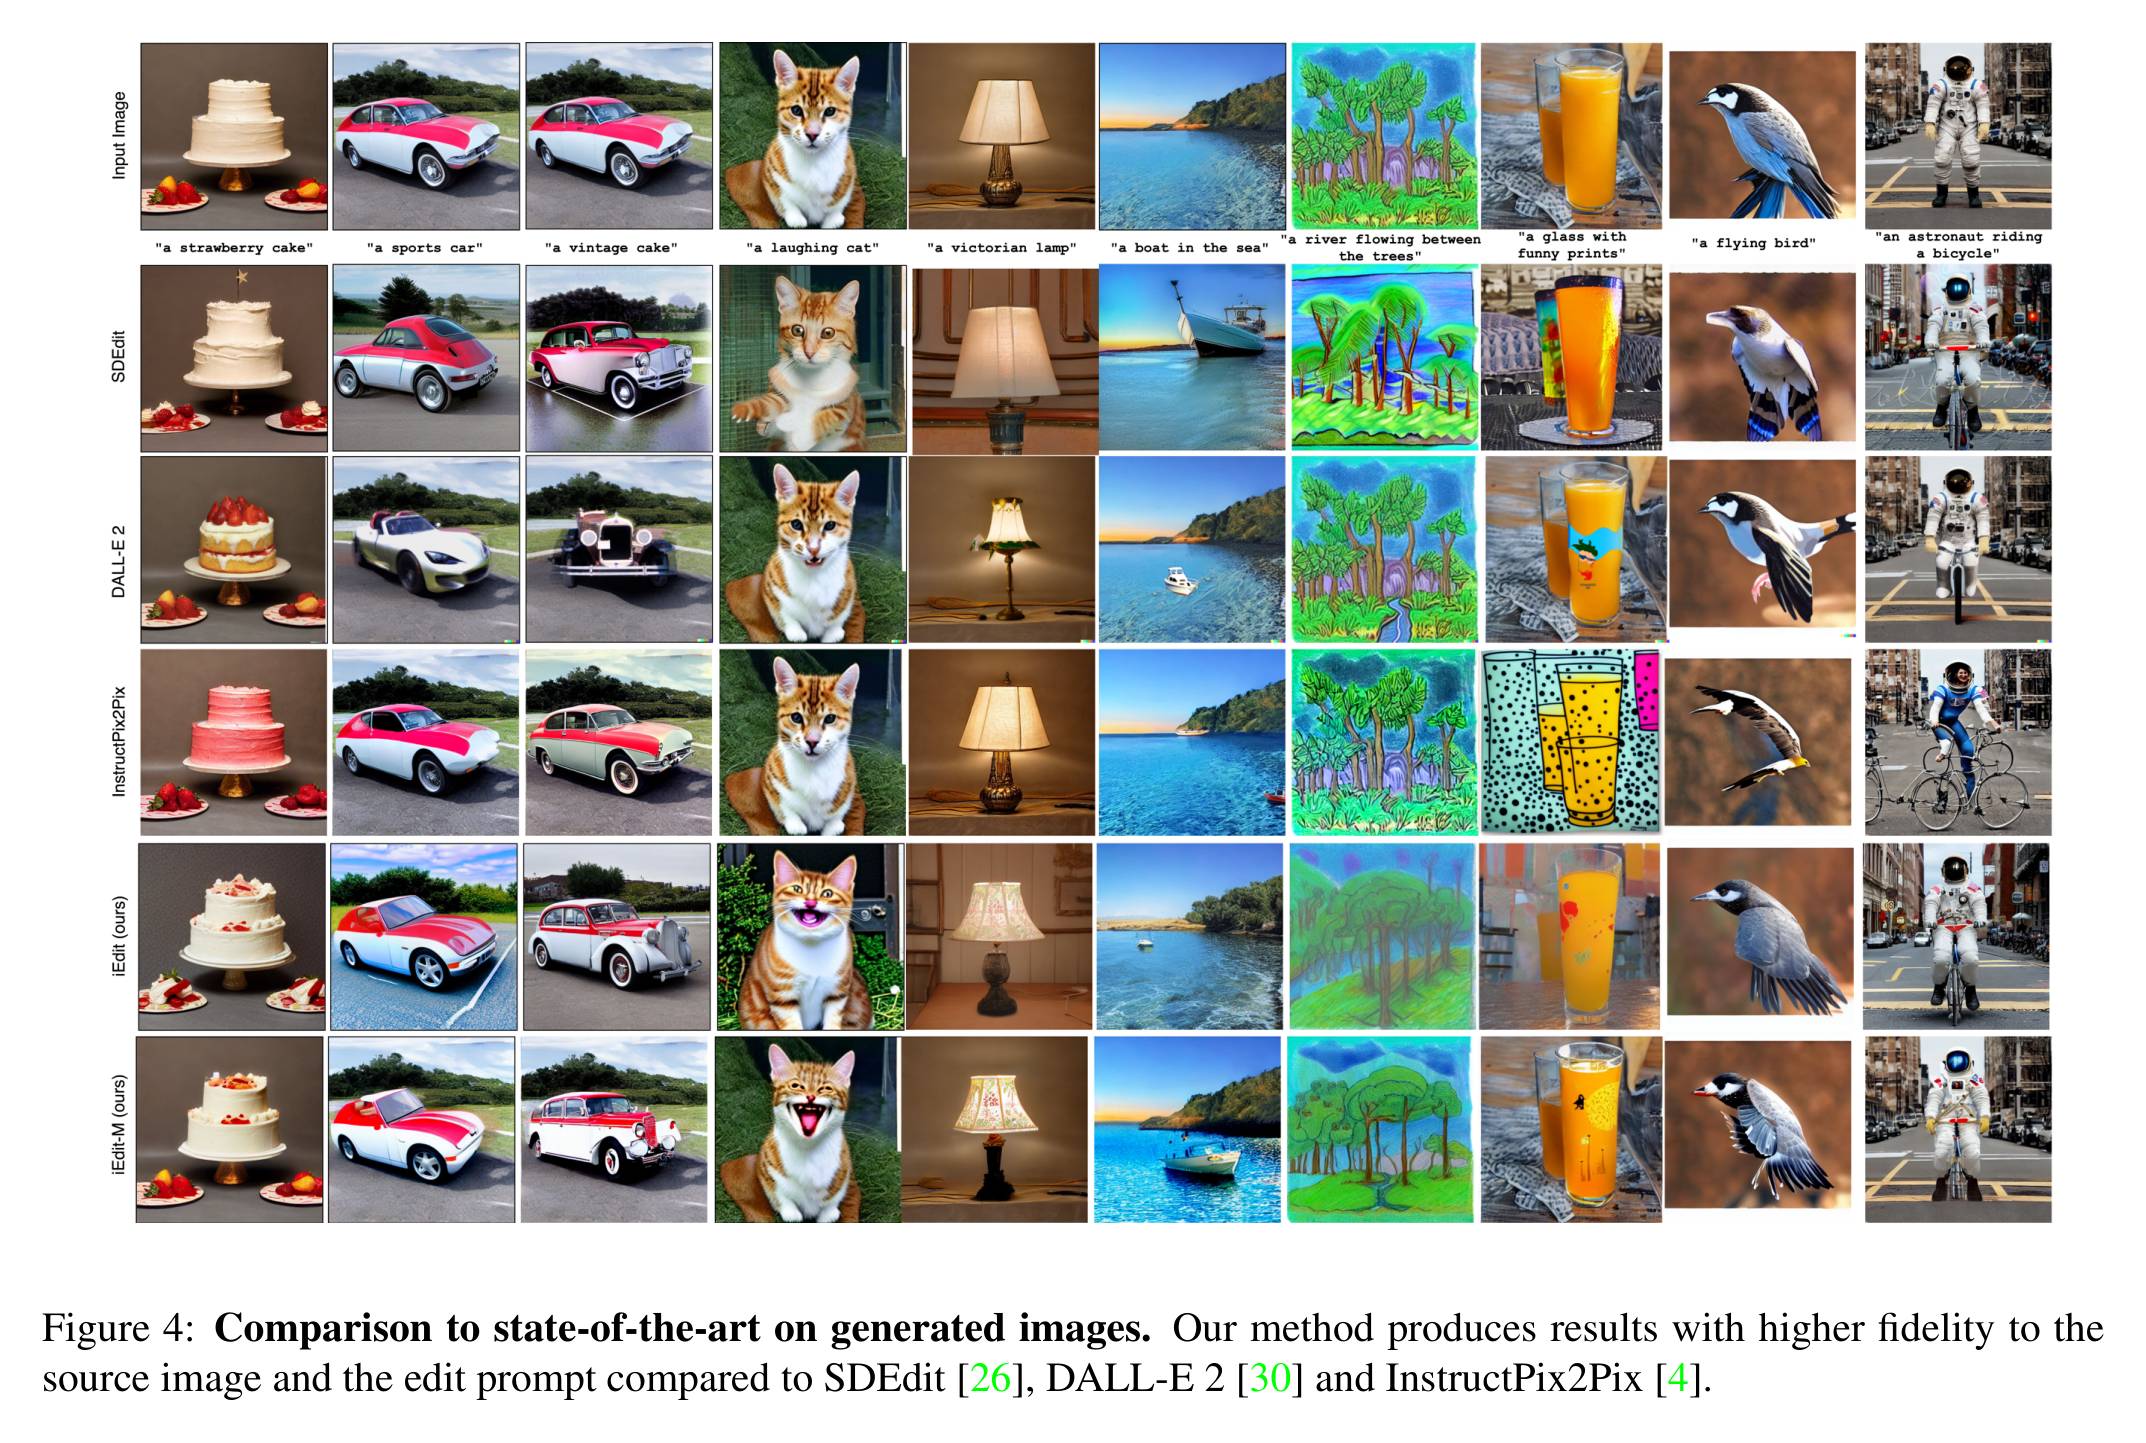 Input Image
"a strawberry cake"
"a sports car"
"a vintage cake"
"a laughing cat"
"a victorian lamp"
"a boat in the sea"
"a river flowing between
the trees"
"a glass with
funny prints"
"a flying bird"
"an astronaut riding
a bicycle"
SDEdit
DALL-E 2
InstructPix2Pix
iEdit (ours)
iEdit-M (ours)
Figure 4: Comparison to state-of-the-art on generated images. Our method produces results with higher fidelity to the
source image and the edit prompt compared to SDEdit [26], DALL-E 2 [30] and InstructPix2Pix [4].